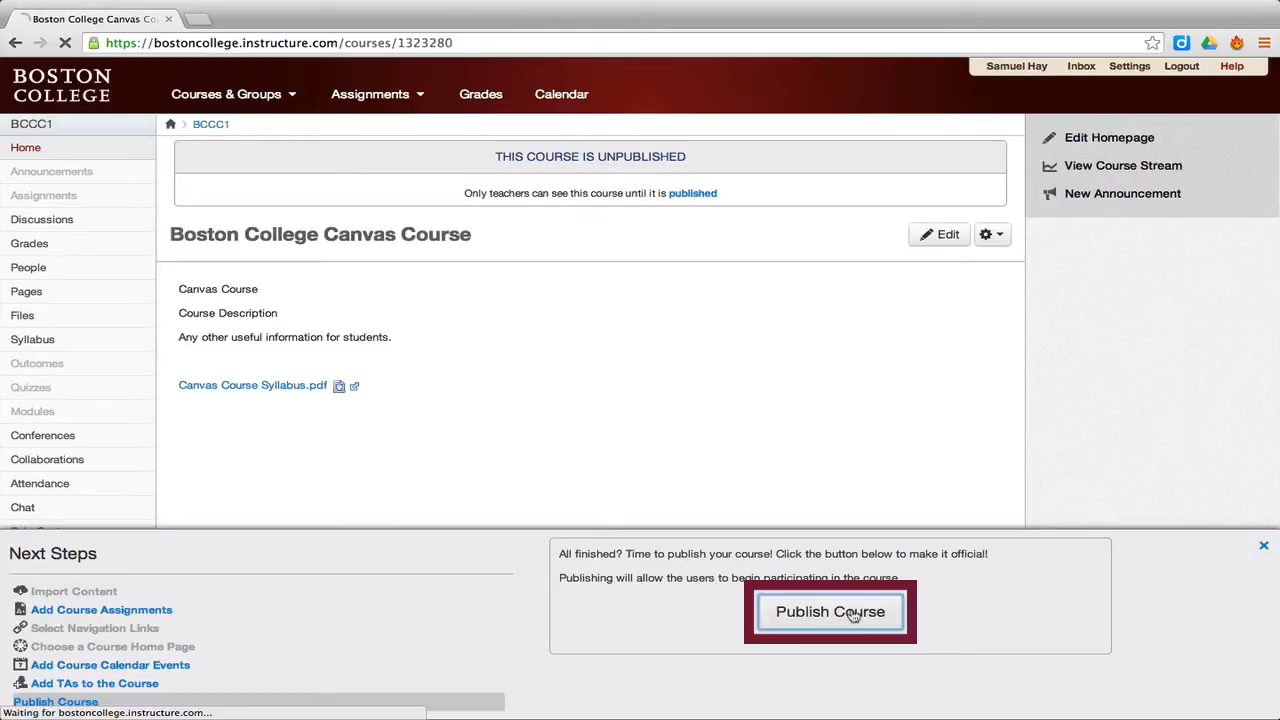 Boston College Canvas Co
https://bostoncollege.instructure.com/courses/1323280
Samuel Hay Inbox Settings Logout Help
BOSTON
COLLEGE
Courses & Groups Assignments Grades Calendar
BCCC1
BCCC1
Home
Announcements
Assignments
Discussions
Grades
People
Pages
Files
Syllabus
Outcomes
Quizzes
Modules
Conferences
Collaborations
Attendance
Chat
THIS COURSE IS UNPUBLISHED
Only teachers can see this course until it is published
Boston College Canvas Course
Edit
Canvas Course
Course Description
Any other useful information for students.
Canvas Course Syllabus.pdf
Edit Homepage
View Course Stream
New Announcement
Next Steps
Import Content
Add Course Assignments
Select Navigation Links
Choose a Course Home Page
Add Course Calendar Events
Add TAs to the Course
Publish Course
All finished? Time to publish your course! Click the button below to make it official!
Publishing will allow the users to begin participating in the course.
Publish Course
Waiting for bostoncollege.instructure.com...